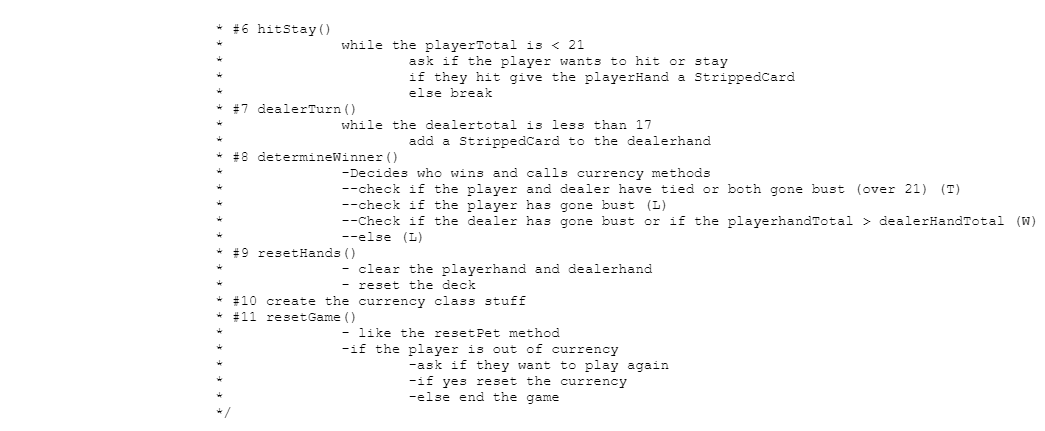 * #6 hitStay()
* while the playerTotal is < 21
* ask if the player wants to hit or stay
* if they hit give the playerHand a StrippedCard
* else break
* #7 dealerTurn()
* while the dealertotal is less than 17
* add a StrippedCard to the dealerhand
* #8 determineWinner()
* -Decides who wins and calls currency methods
* --check if the player and dealer have tied or both gone bust (over 21) (T)
* --check if the player has gone bust (L)
* --Check if the dealer has gone bust or if the playerhandTotal > dealerHandTotal (W)
* --else (L)
* #9 resetHands()
* - clear the playerhand and dealerhand
* - reset the deck
* #10 create the currency class stuff
* #11 resetGame()
* - like the resetPet method
* -if the player is out of currency
* -ask if they want to play again
* -if yes reset the currency
* -else end the game
*/